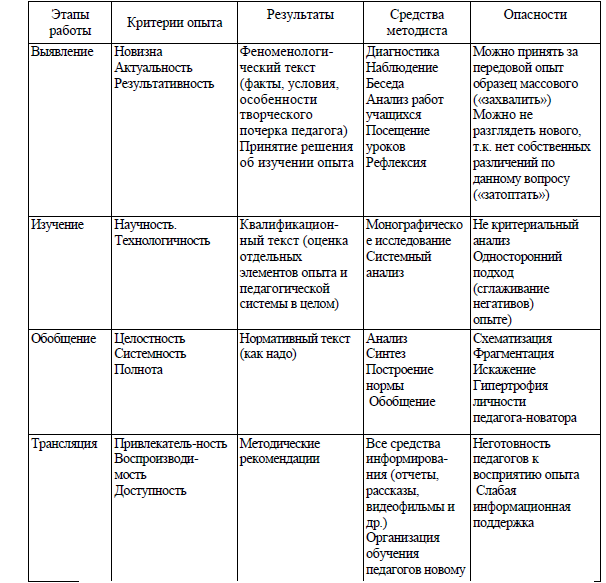 Этапы
работы
Критерии опыта
Результаты
Средства
методиста
Опасности
Выявление
Новизна
Актуальность
Результативность
Феноменологи-
ческий текст
(факты, условия,
особенности
творческого
почерка педагога)
Принятие решения
об изучении опыта
Диагностика
Наблюдение
Беседа
Анализ работ
учащихся
Посещение
уроков
Рефлексия
Можно принять за
передовой опыт
образец массового
(«захвалить»)
Можно не
разглядеть нового,
т.к. нет собственных
различений по
данному вопросу
(«затоптать»)
Изучение
Научность.
Технологичность
Квалификацион-
ный текст (оценка
отдельных
элементов опыта и
педагогической
системы в целом)
Монографическо
е исследование
Системный
анализ
Не критериальный
анализ
Односторонний
подход
(сглаживание
негативов)
опыте)
Обобщение
Целостность
Системность
Полнота
Нормативный текст
(как надо)
Анализ
Синтез
Построение
нормы
Обобщение
Схематизация
Фрагментация
Искажение
Гипертрофия
личности
педагога-новатора
Трансляция
Привлекатель-ность
Воспроизводи-
мость
Доступность
Методические
рекомендации
Все средства
информирова-
ния (отчеты,
рассказы,
видеофильмы и
др.)
Организация
обучения
педагогов новому
Неготовность
педагогов к
восприятию опыта
Слабая
информационная
поддержка